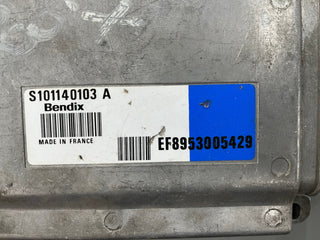 S101140103 A
Bendix
MADE IN FRANCE
EF8953005429